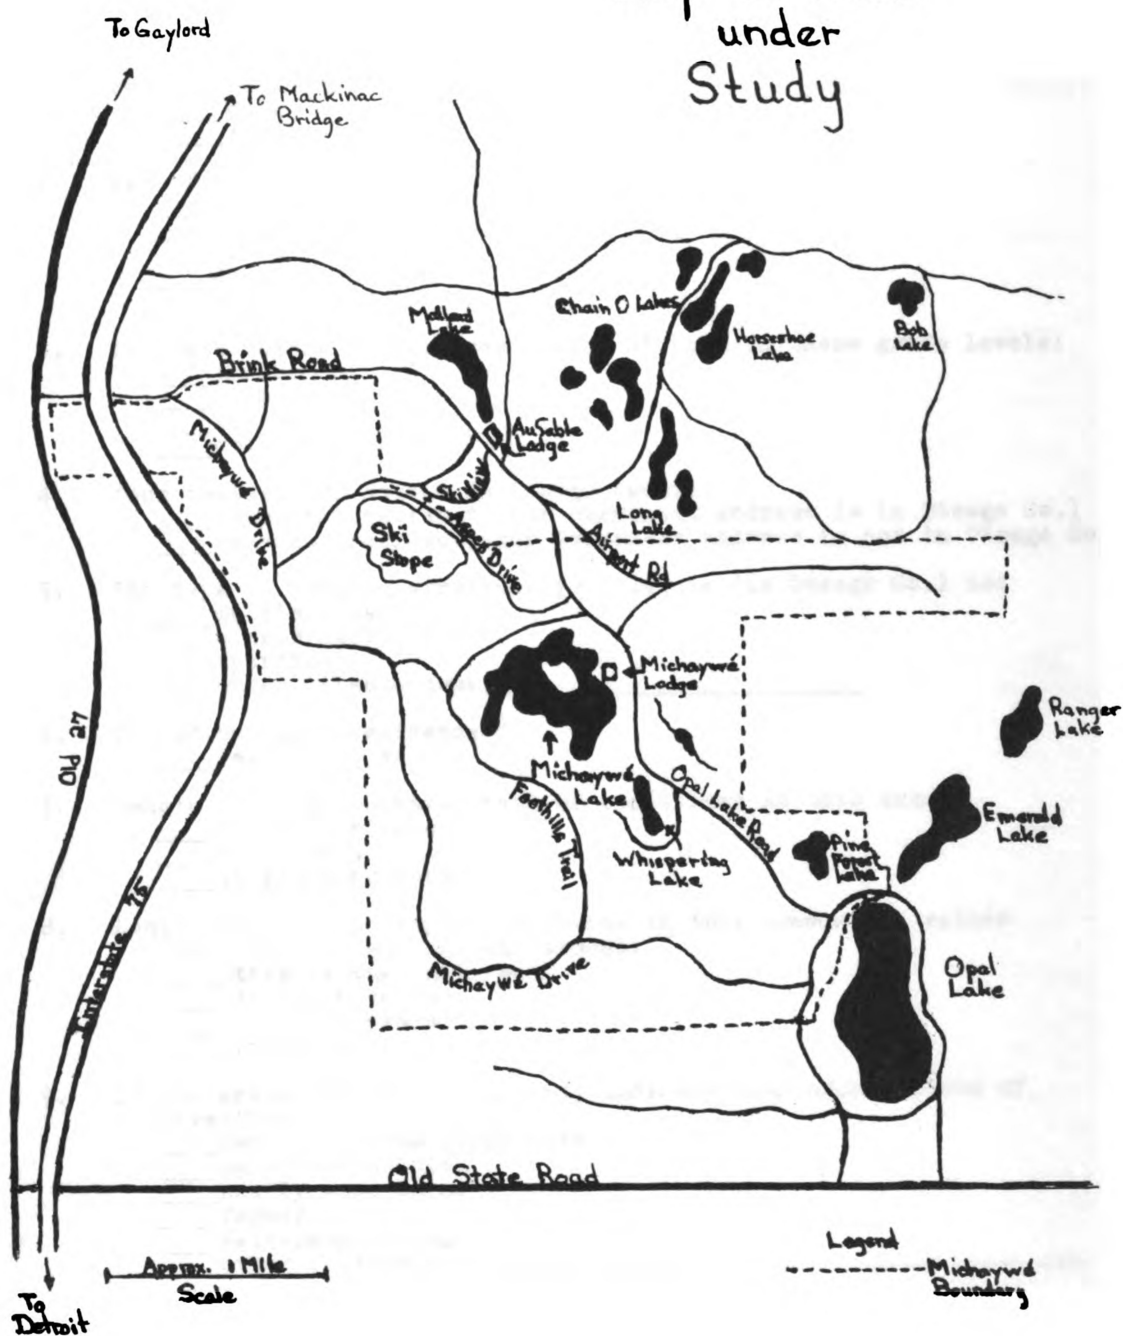 under
Study
To Gaylord
To Mackinac
Bridge
Mallard
Lake
Chain O Lakes
Horseshoe
Lake
Bob
Lake
Brink Road
AuSable
Lodge
Michaywé Drive
Ski
Slope
Aspen Drive
Long
Lake
Airport Rd
Michaywé
Lodge
Ranger
Lake
Old 27
Michaywé
Lake
Opal Lake Road
Emerald
Lake
Foothills Trail
Pine
Forest
Lake
Whispering
Lake
Interstate 75
Michaywé Drive
Opal
Lake
Old State Road
Legend
Michaywé
Boundary
Approx. 1 Mile
Scale
To
Detroit